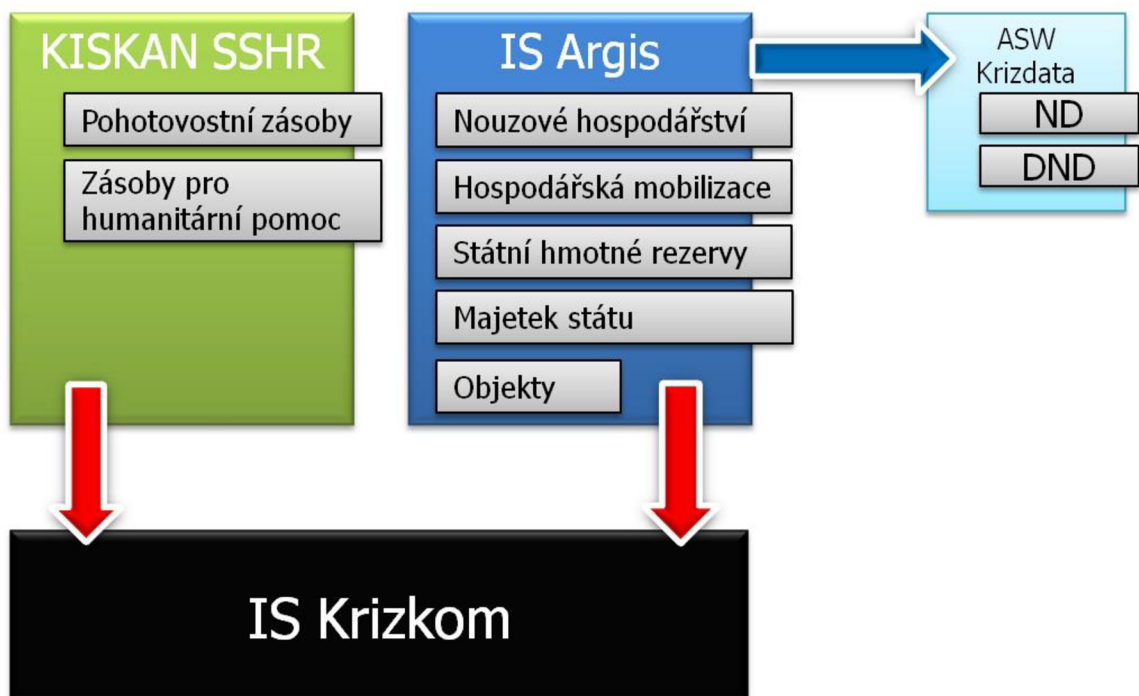 KISKAN SSHR
Pohotovostní zásoby
Zásoby pro
humanitární pomoc
IS Argis
Nouzové hospodářství
Hospodářská mobilizace
Státní hmotné rezervy
Majetek státu
Objekty
ASW
Krizdata
ND
DND
IS Krizkom